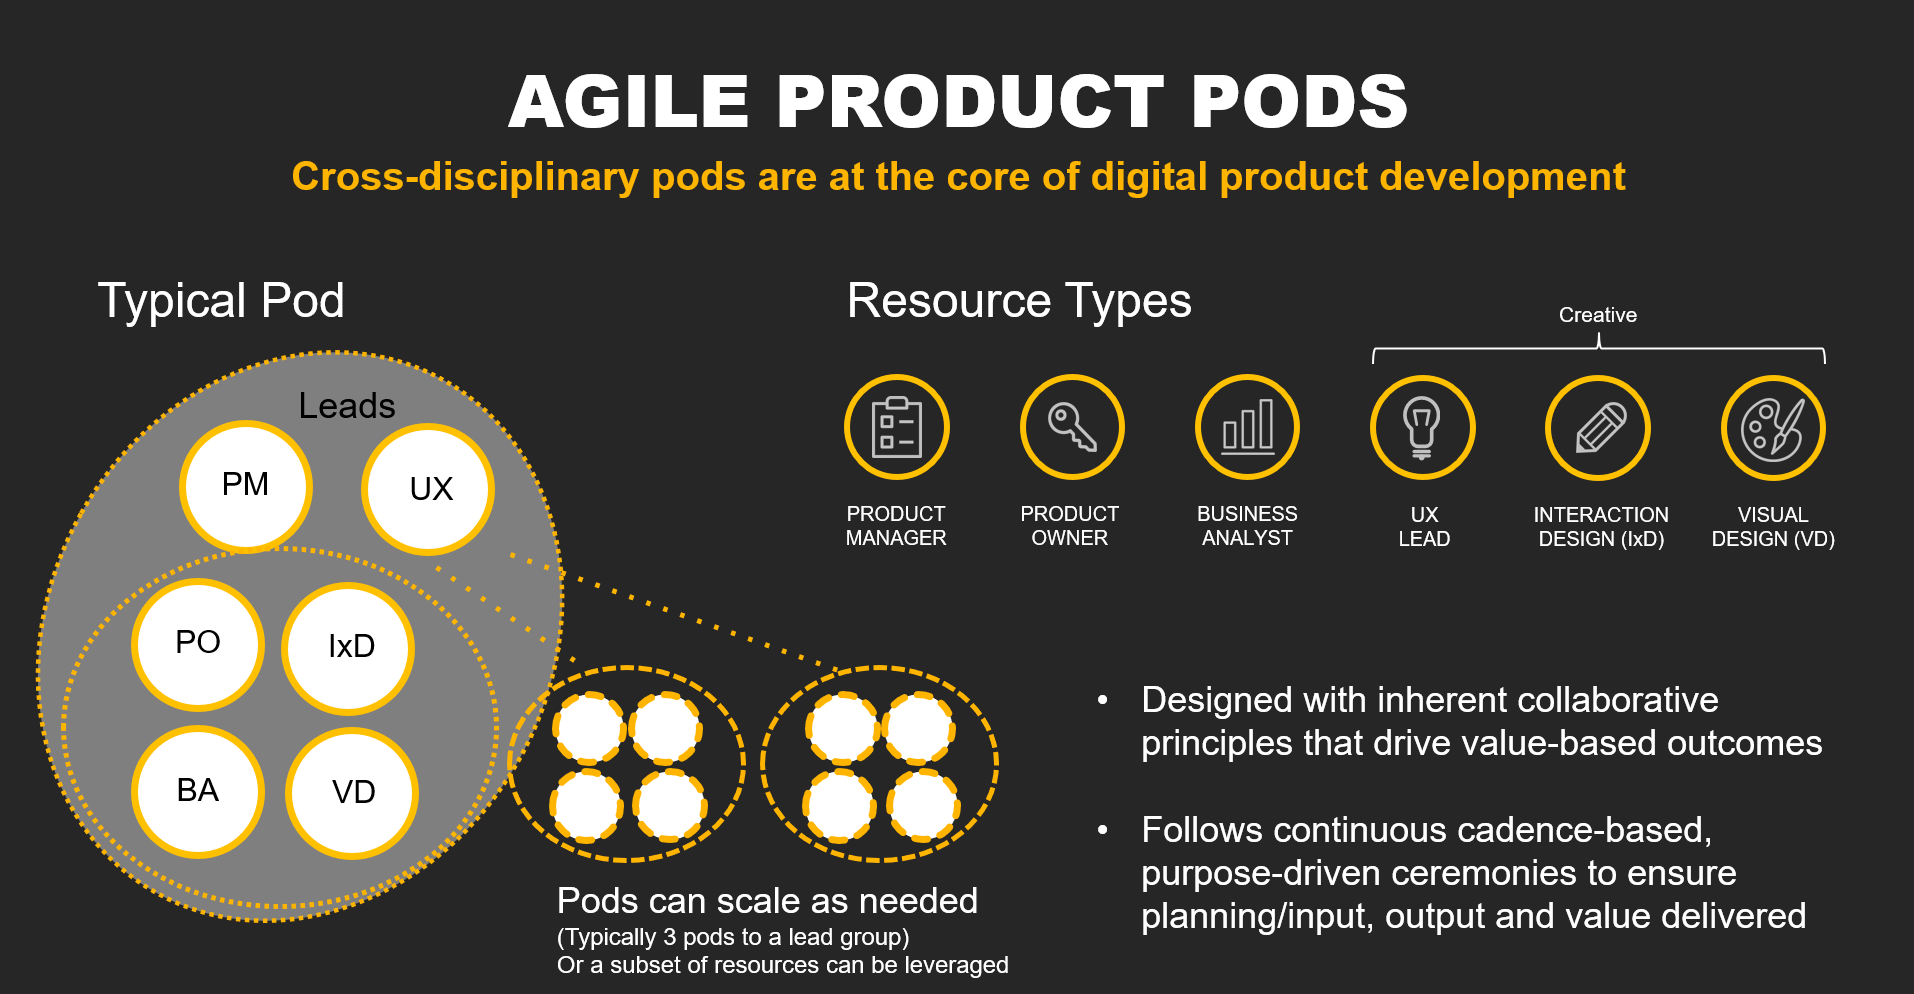 AGILE PRODUCT PODS
Cross-disciplinary pods are at the core of digital product development
Typical Pod
Leads
PM
UX
PO
IxD
BA
VD
Pods can scale as needed
(Typically 3 pods to a lead group)
Or a subset of resources can be leveraged
Resource Types
Creative
PRODUCT
MANAGER
PRODUCT
OWNER
BUSINESS
ANALYST
UX
LEAD
INTERACTION
DESIGN (IxD)
VISUAL
DESIGN (VD)
• Designed with inherent collaborative
principles that drive value-based outcomes
• Follows continuous cadence-based,
purpose-driven ceremonies to ensure
planning/input, output and value delivered